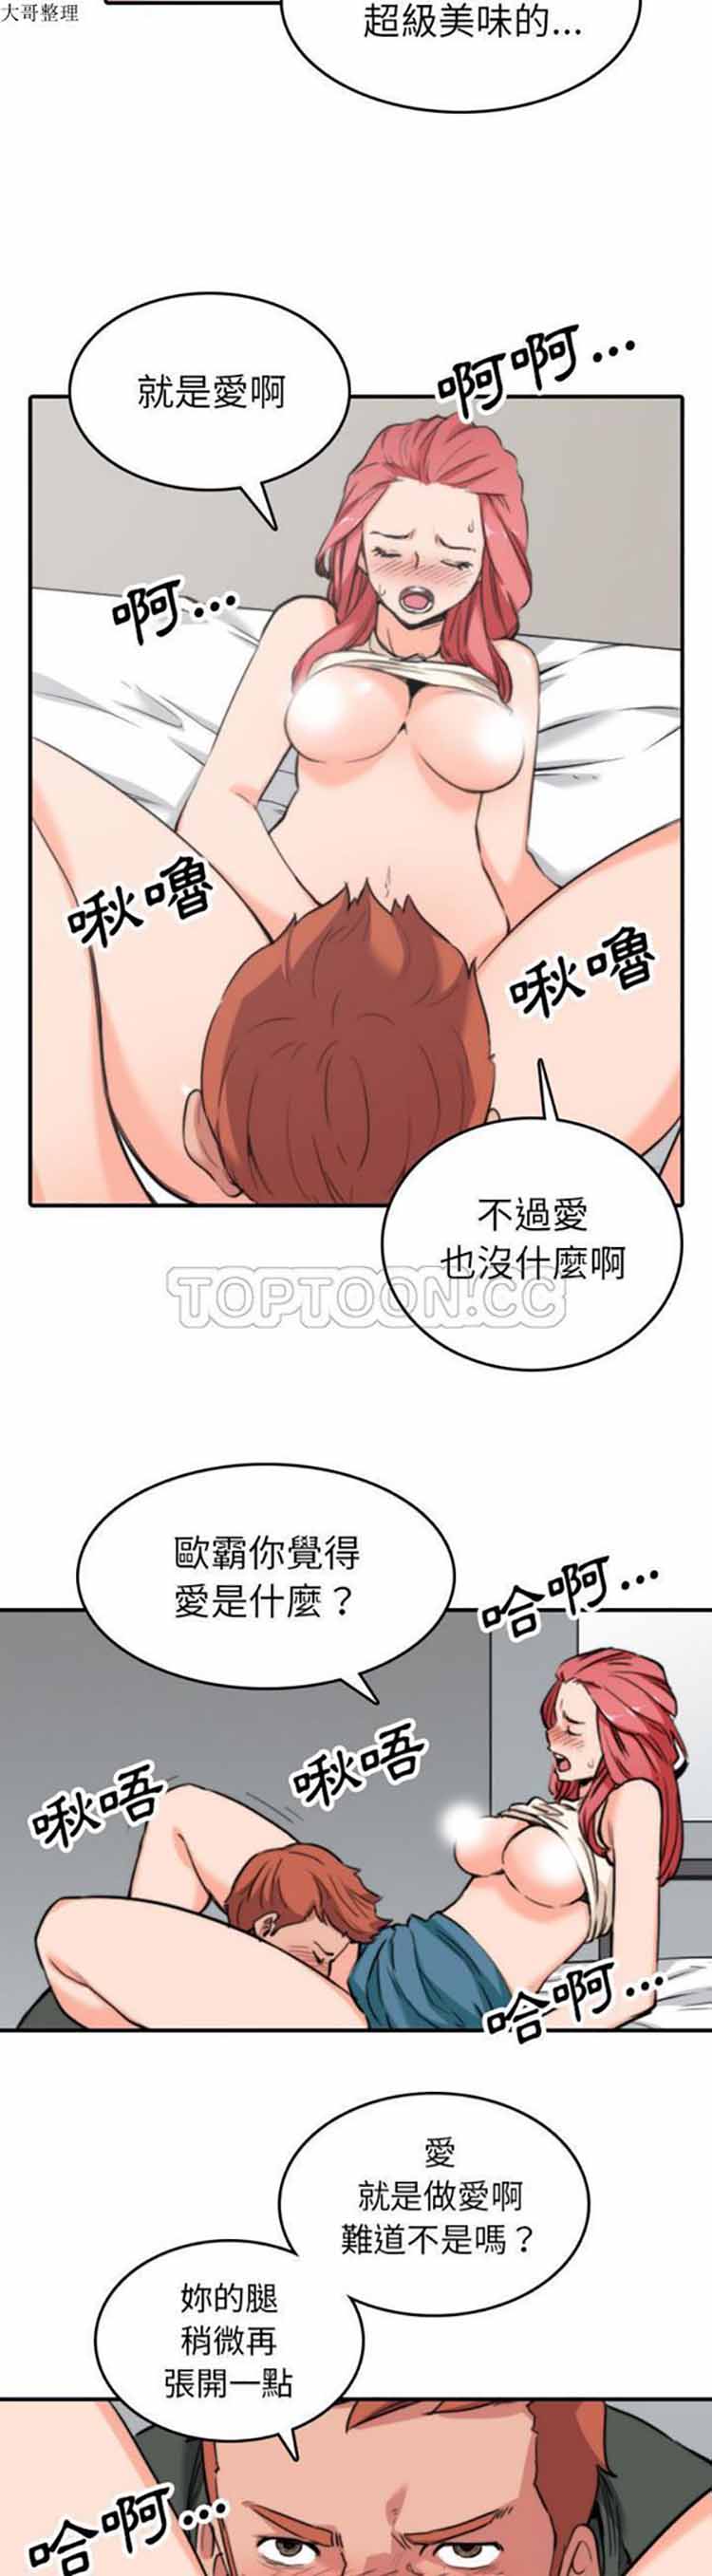 大哥整理
超級美味的...
就是愛啊
啊啊...
啊...
啾嚕
啾嚕
不過愛
也沒什麼啊
TOPTOON.CC
歐霸你覺得
愛是什麼？
哈啊...
啾唔
啾唔
哈啊...
愛
就是做愛啊
難道不是嗎？
妳的腿
稍微再
張開一點
哈啊...